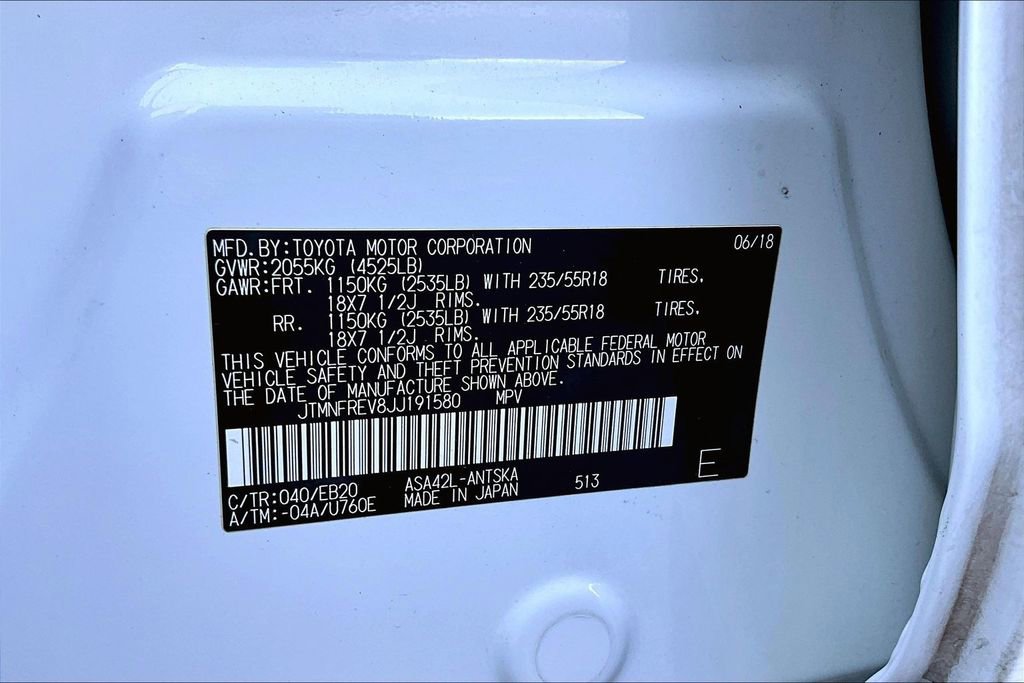 MFD.BY:TOYOTA MOTOR CORPORATION 06/18
GVWR:2055KG (4525LB)
GAWR:FRT. 1150KG (2535LB) WITH 235/55R18 TIRES,
18X7 1/2J RIMS.
RR. 1150KG (2535LB) WITH 235/55R18 TIRES,
18X7 1/2J RIMS.
THIS VEHICLE CONFORMS TO ALL APPLICABLE FEDERAL MOTOR
VEHICLE SAFETY AND THEFT PREVENTION STANDARDS IN EFFECT ON
THE DATE OF MANUFACTURE SHOWN ABOVE.
JTMNFREV8JJ191580 MPV
C/TR:040/EB20 ASA42L-ANTSKA 513 E
A/TM:-04A/U760E MADE IN JAPAN